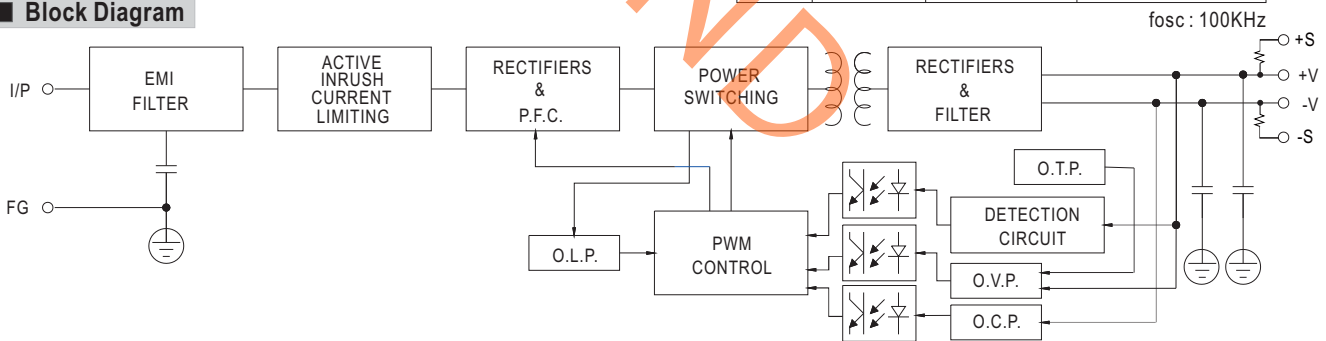 Block Diagram
fosc : 100KHz
I/P
EMI
FILTER
ACTIVE
INRUSH
CURRENT
LIMITING
RECTIFIERS
&
P.F.C.
POWER
SWITCHING
RECTIFIERS
&
FILTER
+S
+V
-V
-S
FG
O.L.P.
PWM
CONTROL
O.T.P.
DETECTION
CIRCUIT
O.V.P.
O.C.P.
ND